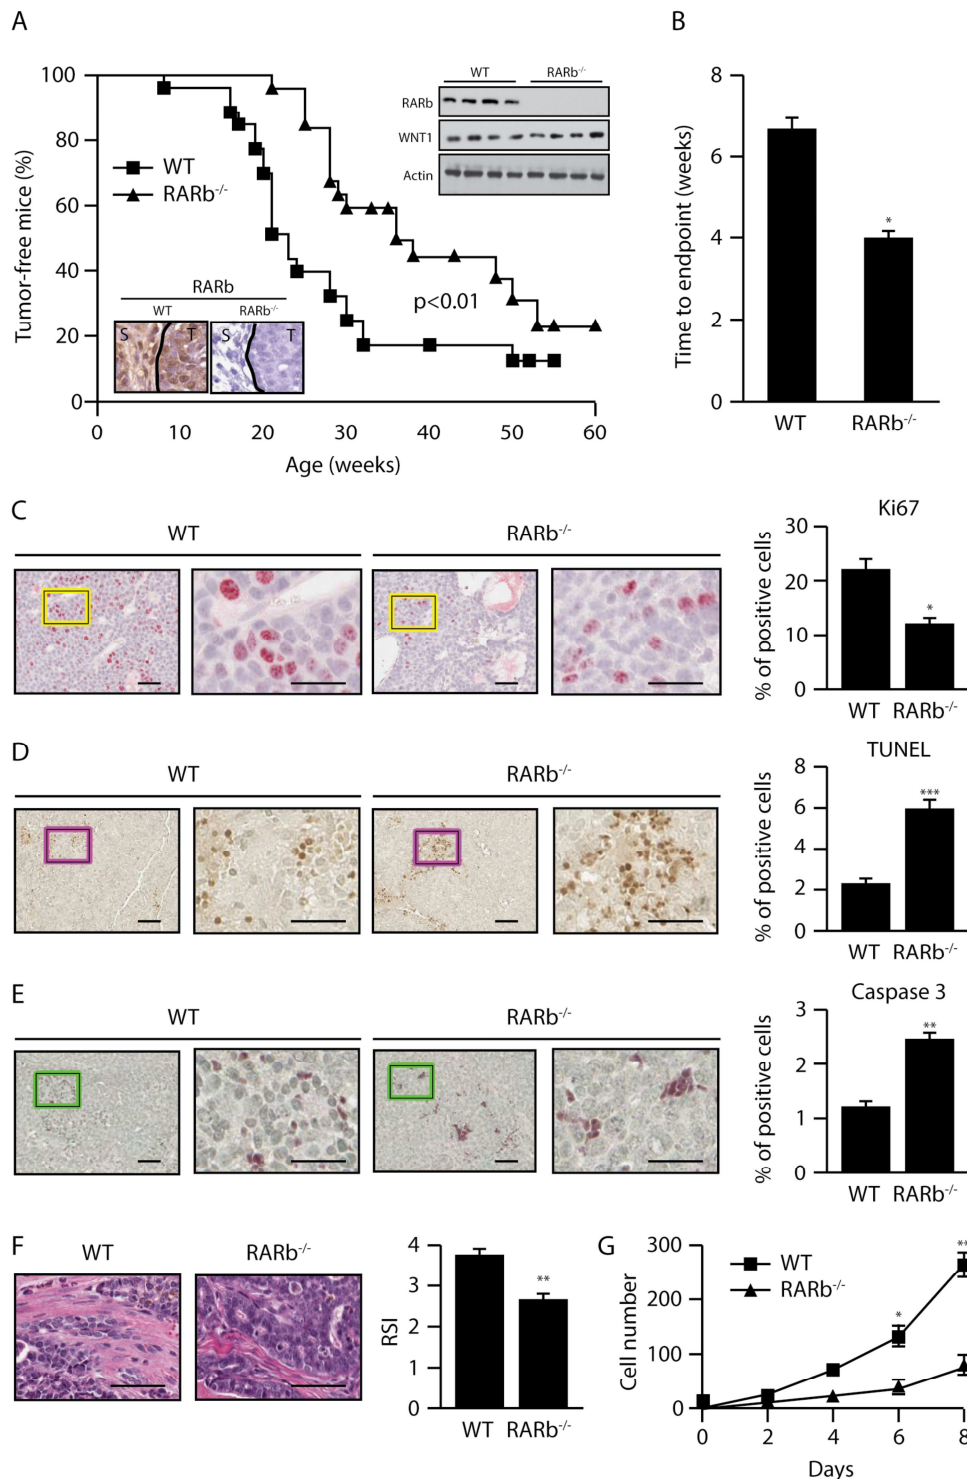 A
Tumor-free mice (%)
100
80
60
40
20
0
0 10 20 30 40 50 60
Age (weeks)
WT
RARb-/-
p<0.01
WT RARb-/-
RARb
WNT1
Actin
RARb
WT RARb-/-
S T S T
B
Time to endpoint (weeks)
8
6
4
2
0
*
WT RARb-/-
C
WT RARb-/-
Ki67
% of positive cells
30
20
10
0
*
WT RARb-/-
D
WT RARb-/-
TUNEL
% of positive cells
8
6
4
2
0
***
WT RARb-/-
E
WT RARb-/-
Caspase 3
% of positive cells
3
2
1
0
**
WT RARb-/-
F
WT RARb-/-
RSI
4
3
2
1
0
**
WT RARb-/-
G
Cell number
300
200
100
0
WT
RARb-/-
*
**
0 2 4 6 8
Days